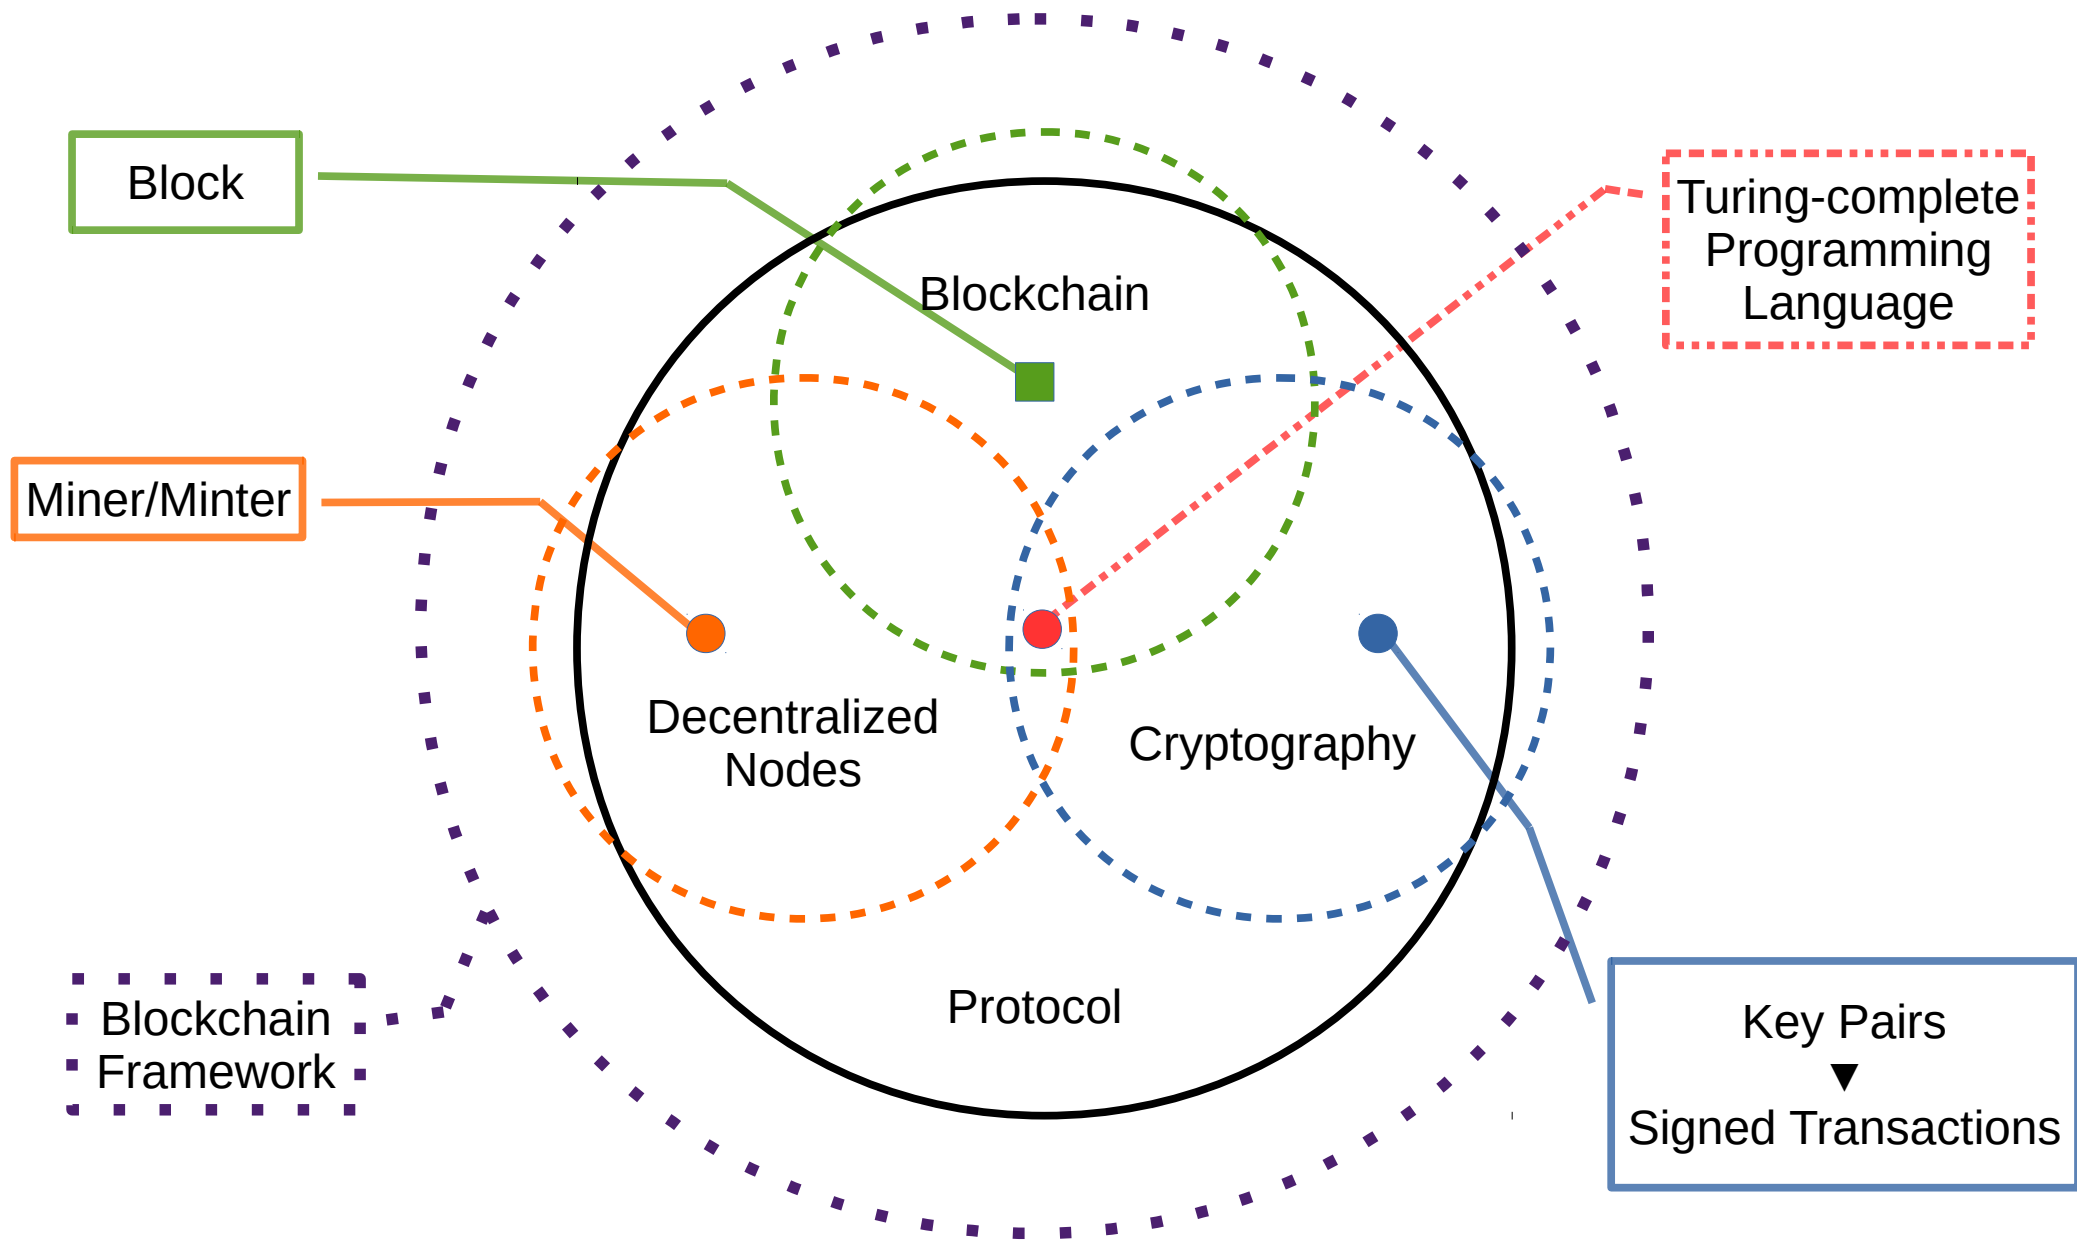 Block
Turing-complete
Programming
Language
Blockchain
Miner/Minter
Decentralized
Nodes
Cryptography
Protocol
Blockchain
Framework
Key Pairs
▼
Signed Transactions